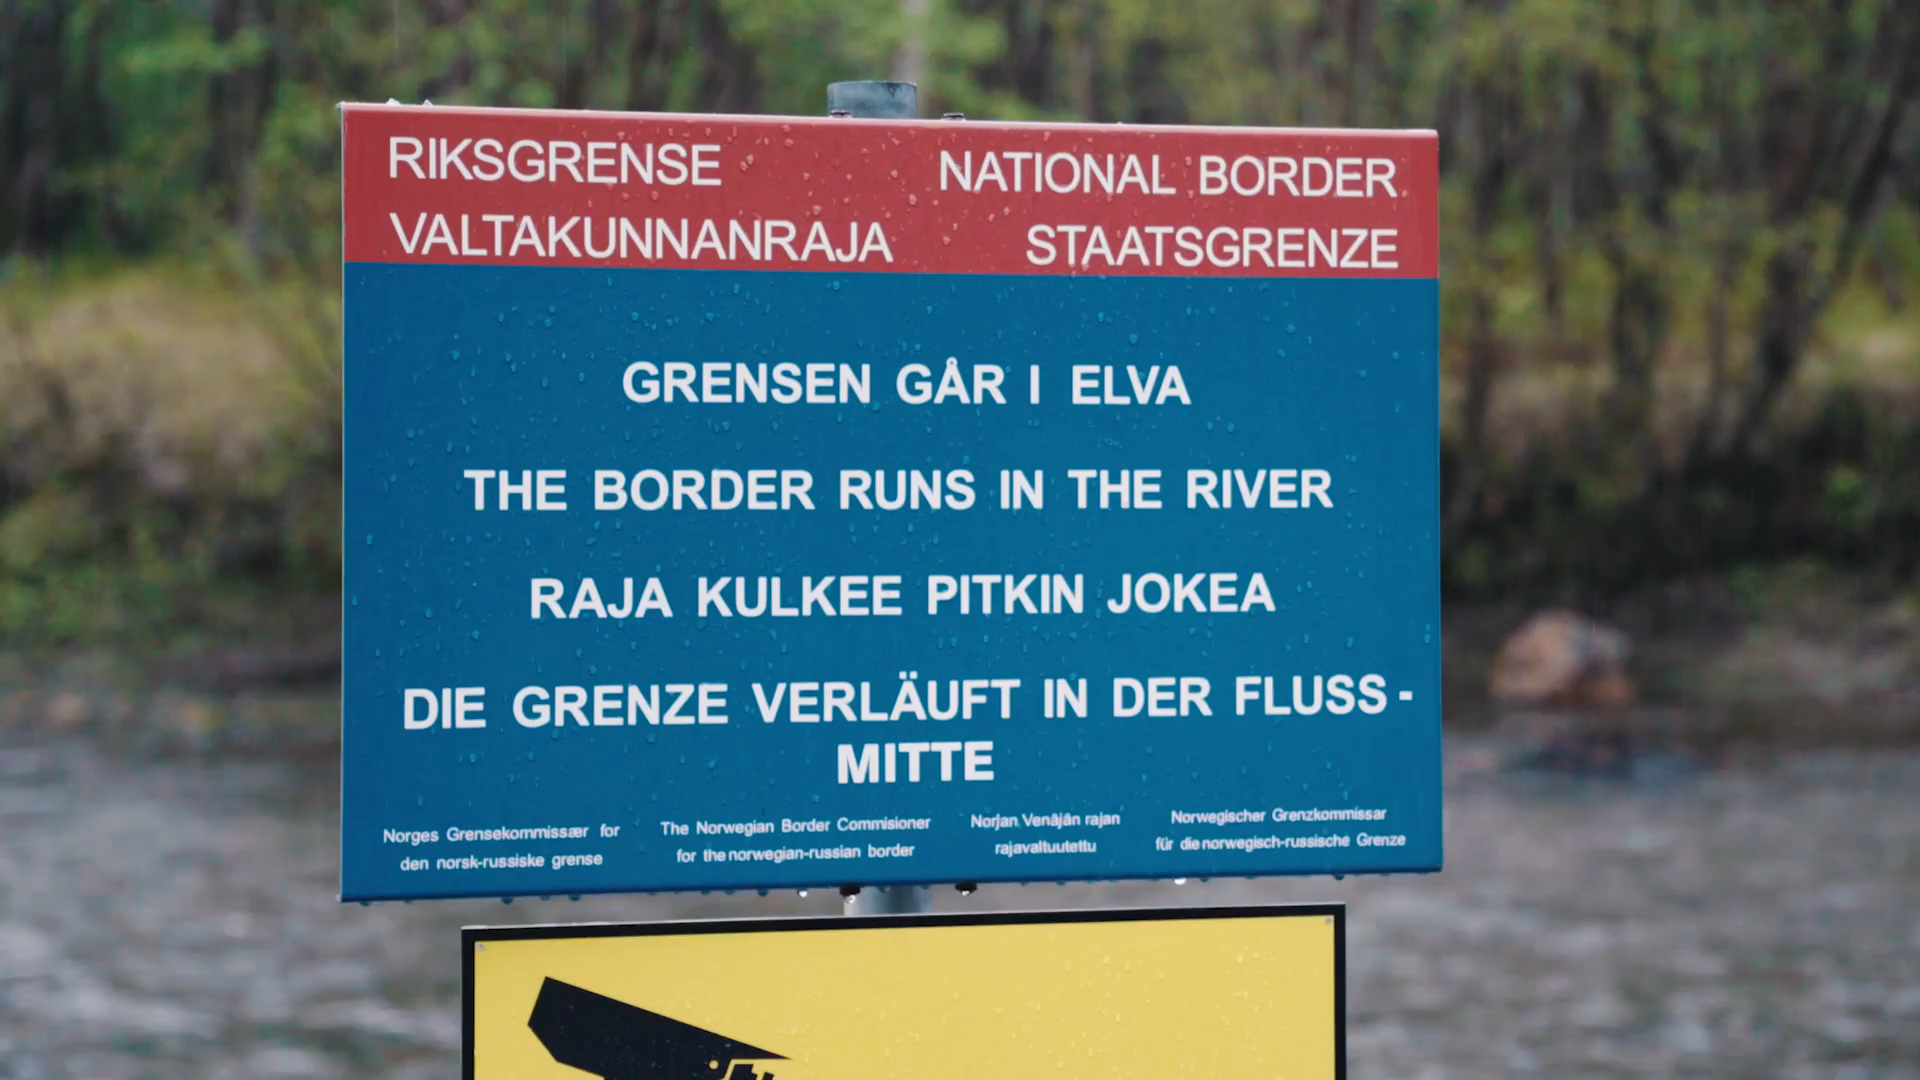 RIKSGRENSE NATIONAL BORDER
VALTAKUNNANRAJA STAATSGRENZE
GRENSEN GÅR I ELVA
THE BORDER RUNS IN THE RIVER
RAJA KULKEE PITKIN JOKEA
DIE GRENZE VERLÄUFT IN DER FLUSS-
MITTE
Norges Grensekommissær for
den norsk-russiske grense
The Norwegian Border Commisioner
for the norwegian-russian border
Norjan Venäjän rajan
rajavaltuutettu
Norwegischer Grenzkommissar
für die norwegisch-russische Grenze